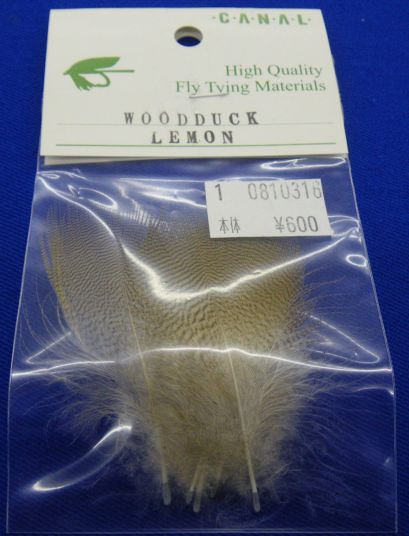 ·C·A·N·A·L·
High Quality
Fly Tying Materials
WOODDUCK
LEMON
1 0810316
本体 ¥600